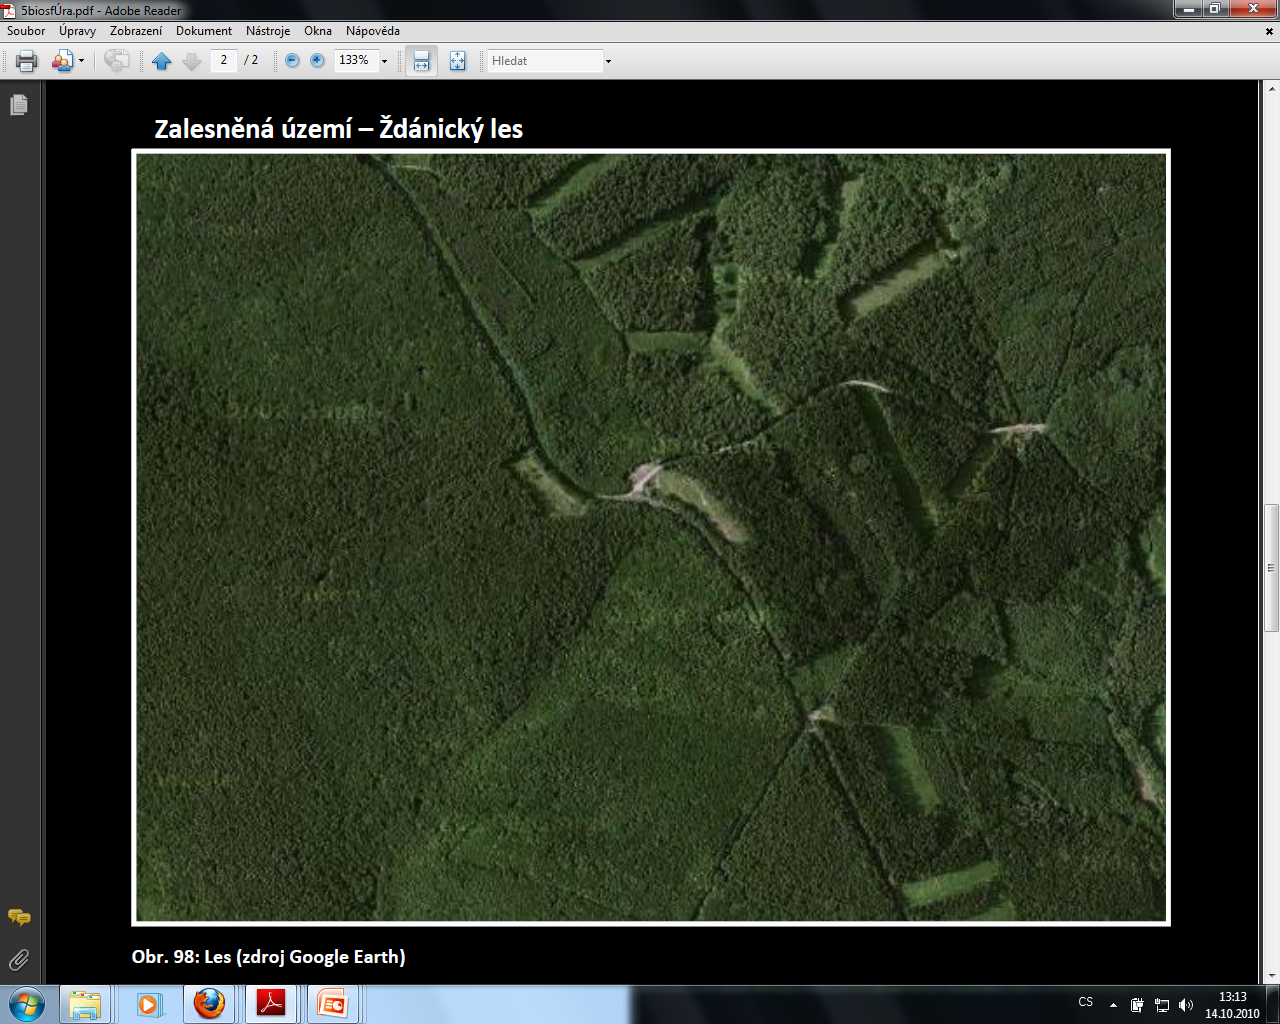 5biosfÚra.pdf - Adobe Reader
Soubor Úpravy Zobrazení Dokument Nástroje Okna Nápověda
2 / 2 133% Hledat
Zalesněná území – Ždánický les
Obr. 98: Les (zdroj Google Earth)
CS 13:13
14.10.2010